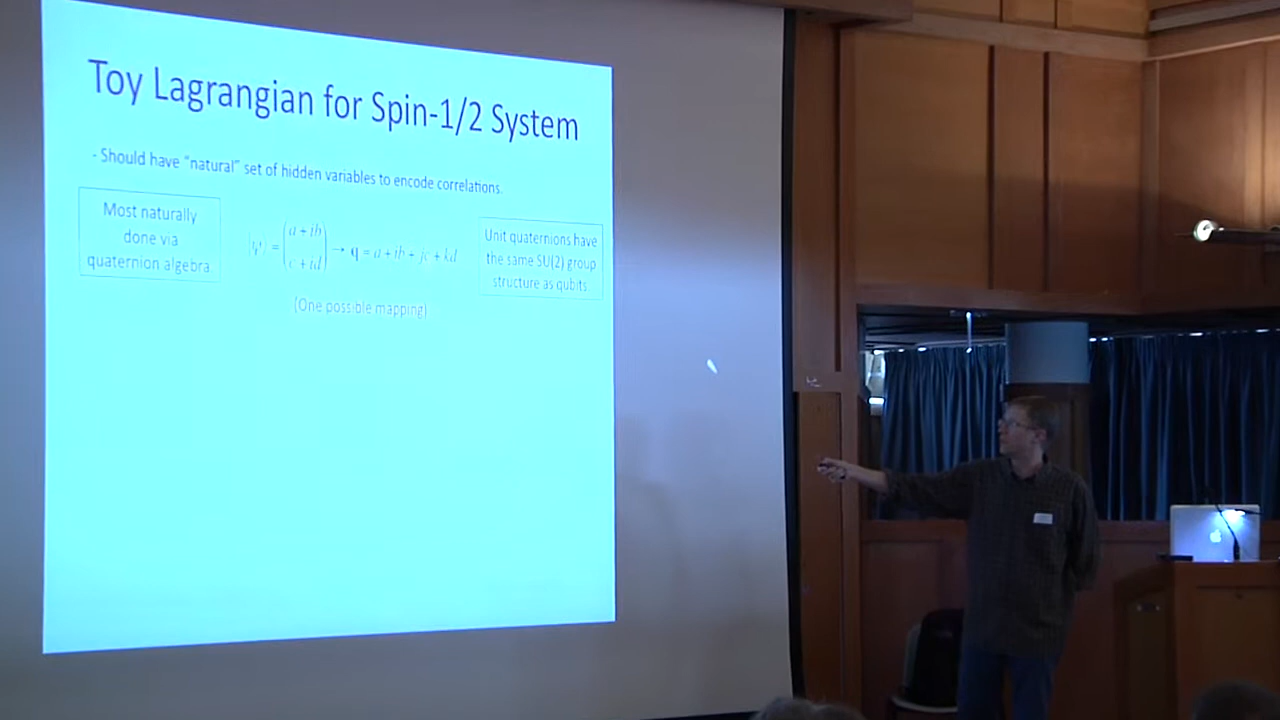 Toy Lagrangian for Spin-1/2 System
- Should have “natural” set of hidden variables to encode correlations.
Most naturally
done via
quaternion algebra.
|ψ⟩ = (a + ib
c + id) → q = a + ib + jc + kd
(One possible mapping)
Unit quaternions have
the same SU(2) group
structure as qubits.